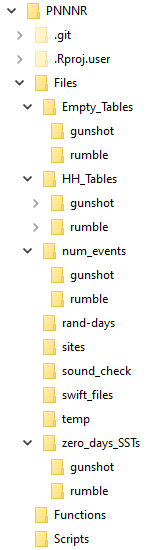 PNNNR
.git
.Rproj.user
Files
Empty_Tables
gunshot
rumble
HH_Tables
gunshot
rumble
num_events
gunshot
rumble
rand-days
sites
sound_check
swift_files
temp
zero_days_SSTs
gunshot
rumble
Functions
Scripts